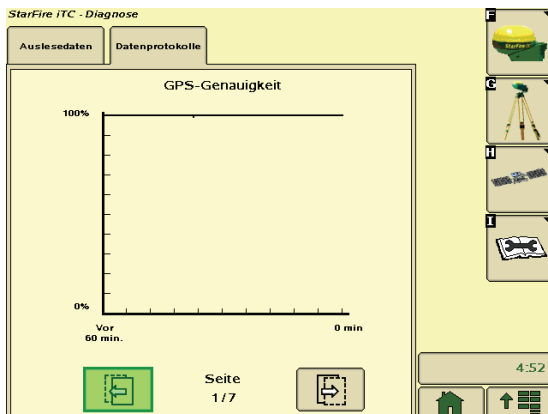 StarFire iTC - Diagnose
Auslesedaten
Datenprotokolle
GPS-Genauigkeit
100%
0%
Vor
60 min.
0 min
Seite
1/7
F
StarFire
G
H
I
4:52